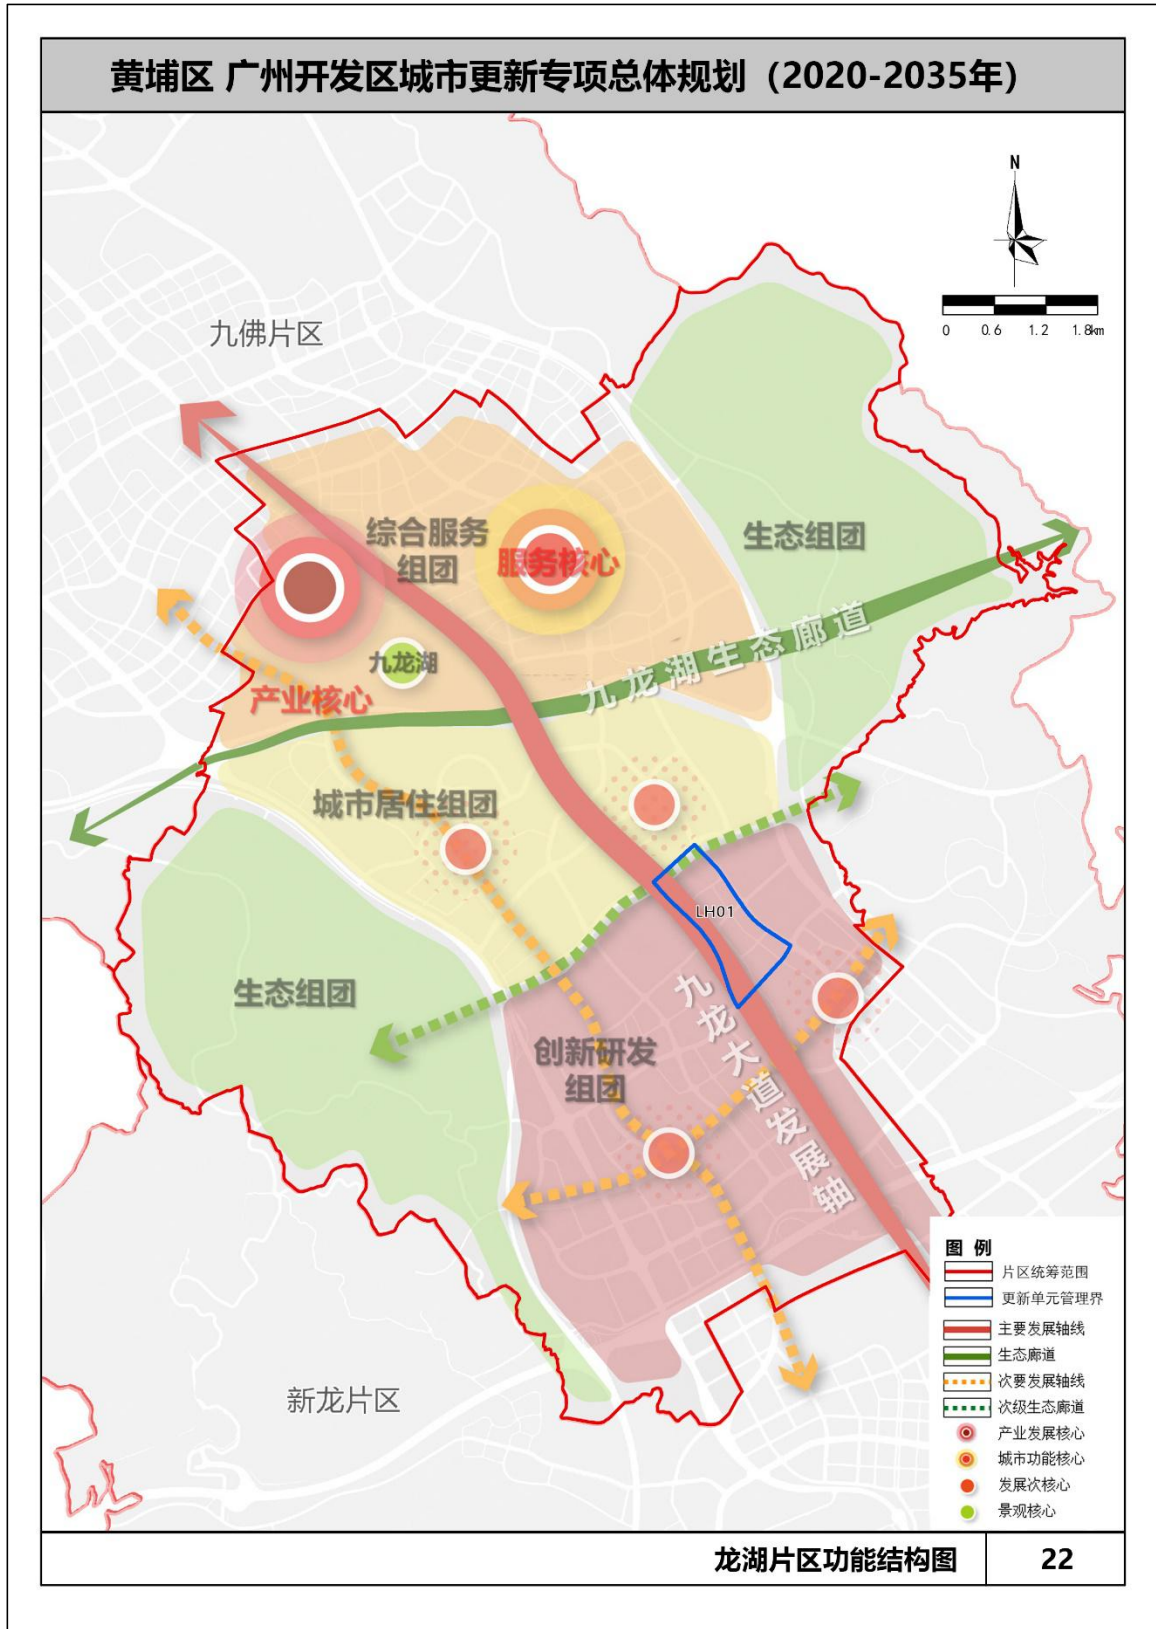 黄埔区 广州开发区城市更新专项总体规划（2020-2035年）
N
0 0.6 1.2 1.8km
九佛片区
综合服务
组团
服务核心
生态组团
九龙湖
产业核心
九龙湖生态廊道
城市居住组团
LH01
生态组团
九龙大道发展轴
创新研发
组团
新龙片区
图 例
片区统筹范围
更新单元管理界
主要发展轴线
生态廊道
次要发展轴线
次级生态廊道
产业发展核心
城市功能核心
发展次核心
景观核心
龙湖片区功能结构图
22